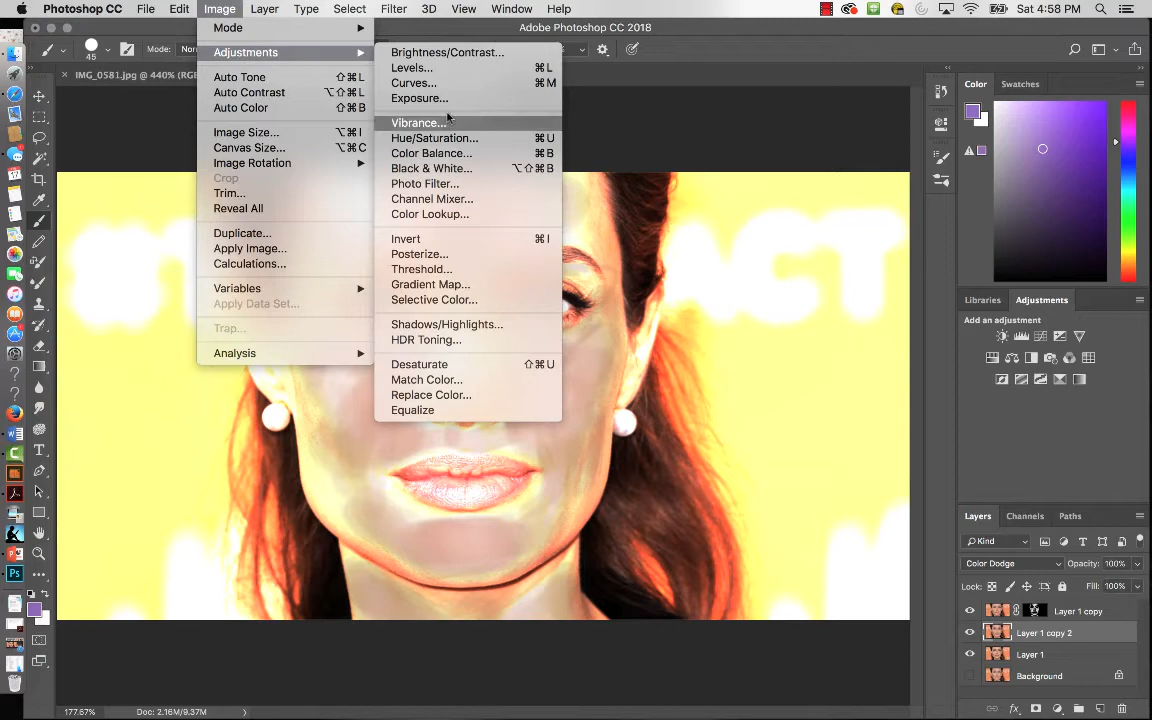 Photoshop CC File Edit Image Layer Type Select Filter 3D View Window Help Sat 4:58 PM
Adobe Photoshop CC 2018
45 Mode:
IMG_0581.jpg @ 440%
Mode
Adjustments
Auto Tone ⇧⌘L
Auto Contrast ⌥⇧⌘L
Auto Color ⇧⌘B
Image Size... ⌥⌘I
Canvas Size... ⌥⌘C
Image Rotation
Crop
Trim...
Reveal All
Duplicate...
Apply Image...
Calculations...
Variables
Apply Data Set...
Trap...
Analysis
Brightness/Contrast...
Levels... ⌘L
Curves... ⌘M
Exposure...
Vibrance...
Hue/Saturation... ⌘U
Color Balance... ⌘B
Black & White... ⌥⇧⌘B
Photo Filter...
Channel Mixer...
Color Lookup...
Invert ⌘I
Posterize...
Threshold...
Gradient Map...
Selective Color...
Shadows/Highlights...
HDR Toning...
Desaturate ⇧⌘U
Match Color...
Replace Color...
Equalize
Color Swatches
Libraries Adjustments
Add an adjustment
Layers Channels Paths
Kind
Color Dodge Opacity: 100%
Lock: Fill: 100%
Layer 1 copy
Layer 1 copy 2
Layer 1
Background
177.67% Doc: 2.16M/9.37M